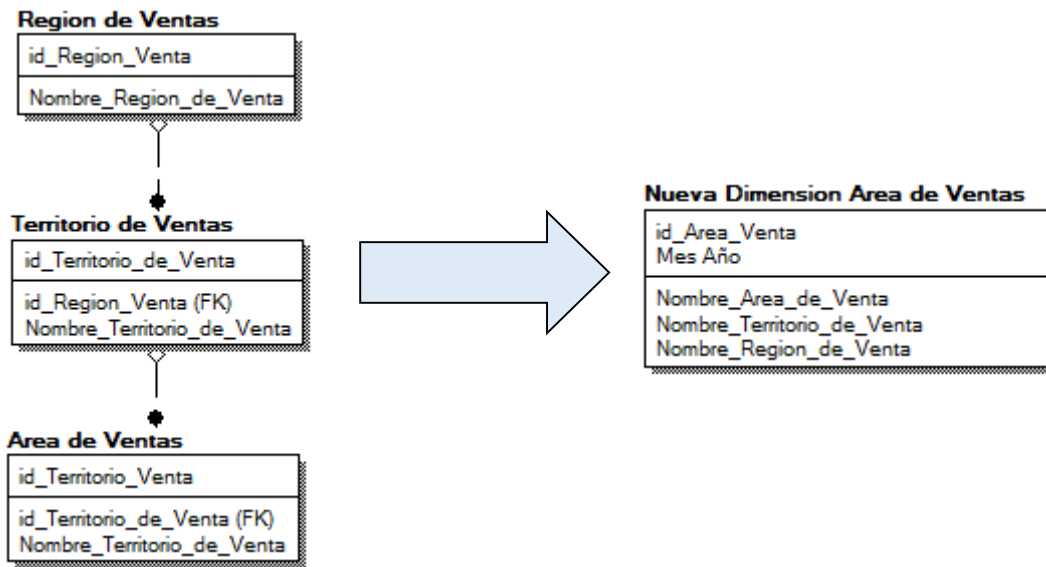 Region de Ventas
id_Region_Venta
Nombre_Region_de_Venta
Territorio de Ventas
id_Territorio_de_Venta
id_Region_Venta (FK)
Nombre_Territorio_de_Venta
Area de Ventas
id_Territorio_Venta
id_Territorio_de_Venta (FK)
Nombre_Territorio_de_Venta
Nueva Dimension Area de Ventas
id_Area_Venta
Mes Año
Nombre_Area_de_Venta
Nombre_Territorio_de_Venta
Nombre_Region_de_Venta